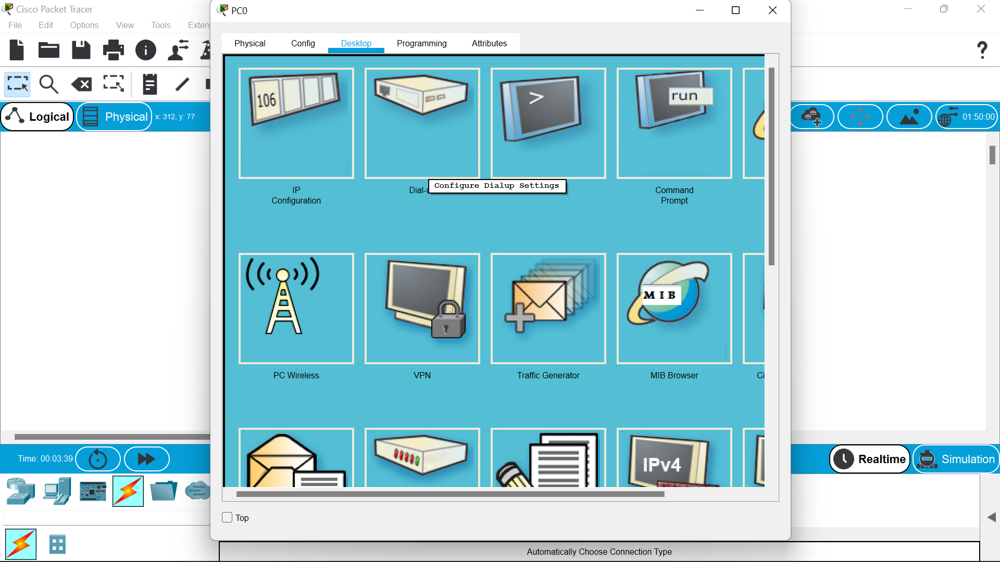 Cisco Packet Tracer
PC0
File Edit Options View Tools Exten
Physical Config Desktop Programming Attributes
Logical Physical x: 312, y: 77
01:50:00
106
>
run
IP
Configuration
Dial-u
Configure Dialup Settings
Command
Prompt
MIB
PC Wireless
VPN
Traffic Generator
MIB Browser
Ci
IPv4
Time: 00:03:39
Realtime Simulation
Top
Automatically Choose Connection Type